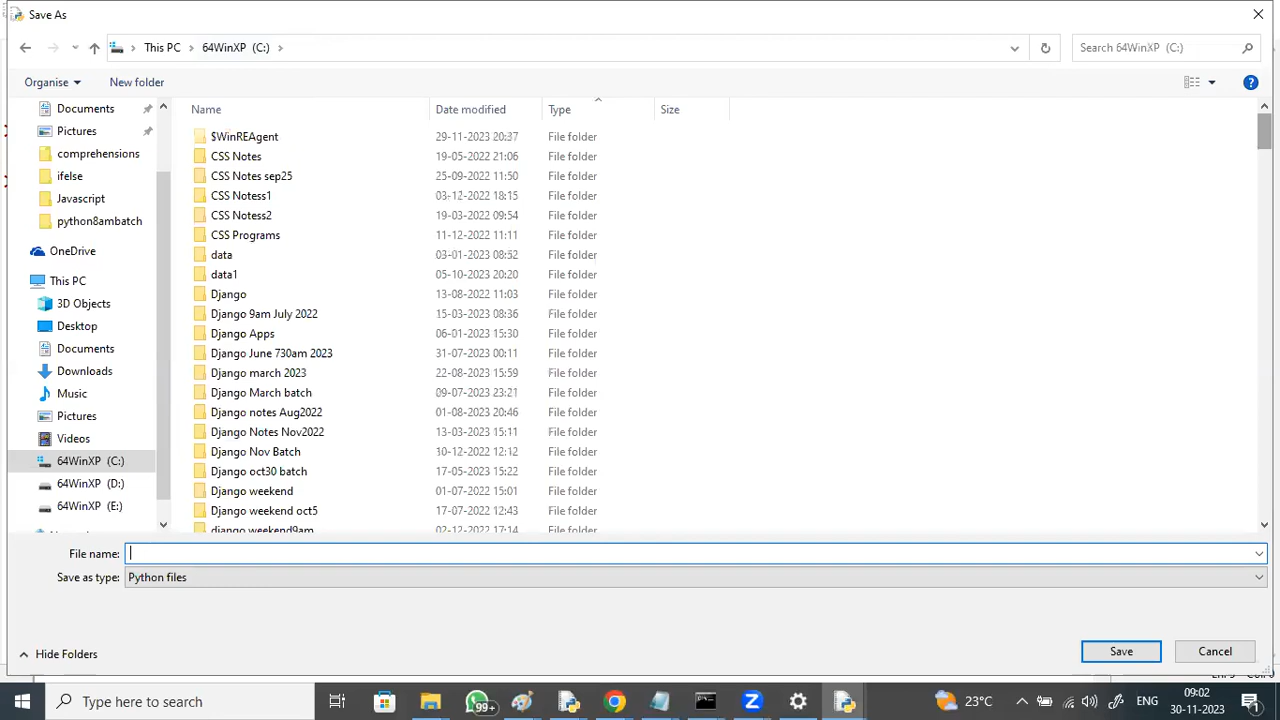 Save As
This PC
64WinXP (C:)
Search 64WinXP (C:)
Organise
New folder
Name
Date modified
Type
Size
Documents
Pictures
comprehensions
ifelse
Javascript
python8ambatch
OneDrive
This PC
3D Objects
Desktop
Documents
Downloads
Music
Pictures
Videos
64WinXP (C:)
64WinXP (D:)
64WinXP (E:)
$WinREAgent 29-11-2023 20:37 File folder
CSS Notes 19-05-2022 21:06 File folder
CSS Notes sep25 25-09-2022 11:50 File folder
CSS Notess1 03-12-2022 18:15 File folder
CSS Notess2 19-03-2022 09:54 File folder
CSS Programs 11-12-2022 11:11 File folder
data 03-01-2023 08:52 File folder
data1 05-10-2023 20:20 File folder
Django 13-08-2022 11:03 File folder
Django 9am July 2022 15-03-2022 08:36 File folder
Django Apps 06-01-2023 15:30 File folder
Django June 730am 2023 31-07-2023 00:11 File folder
Django march 2023 22-08-2023 15:59 File folder
Django March batch 09-07-2023 23:21 File folder
Django notes Aug2022 01-08-2023 20:46 File folder
Django Notes Nov2022 13-03-2023 15:11 File folder
Django Nov Batch 10-12-2022 12:12 File folder
Django oct30 batch 17-05-2023 15:22 File folder
Django weekend 01-07-2022 15:01 File folder
Django weekend oct5 17-07-2022 12:43 File folder
django weekend9am 02-12-2022 17:14 File folder
File name:
Save as type: Python files
Hide Folders
Save
Cancel
Type here to search
99+
23°C
ENG
09:02
30-11-2023
1